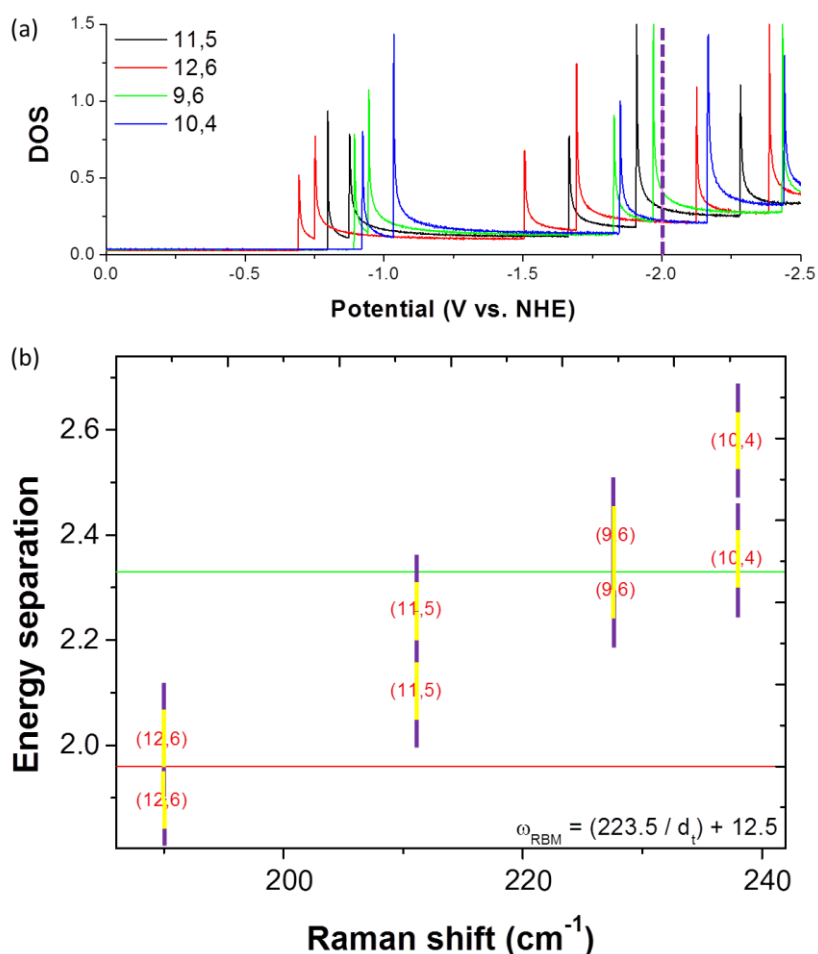 (a)
1.5
1.0
0.5
0.0
DOS
11,5
12,6
9,6
10,4
0.0 -0.5 -1.0 -1.5 -2.0 -2.5
Potential (V vs. NHE)
(b)
2.6
2.4
2.2
2.0
Energy separation
(10,4)
(10,4)
(9,6)
(9,6)
(11,5)
(11,5)
(12,6)
(12,6)
ω_RBM = (223.5 / d_t) + 12.5
200 220 240
Raman shift (cm⁻¹)